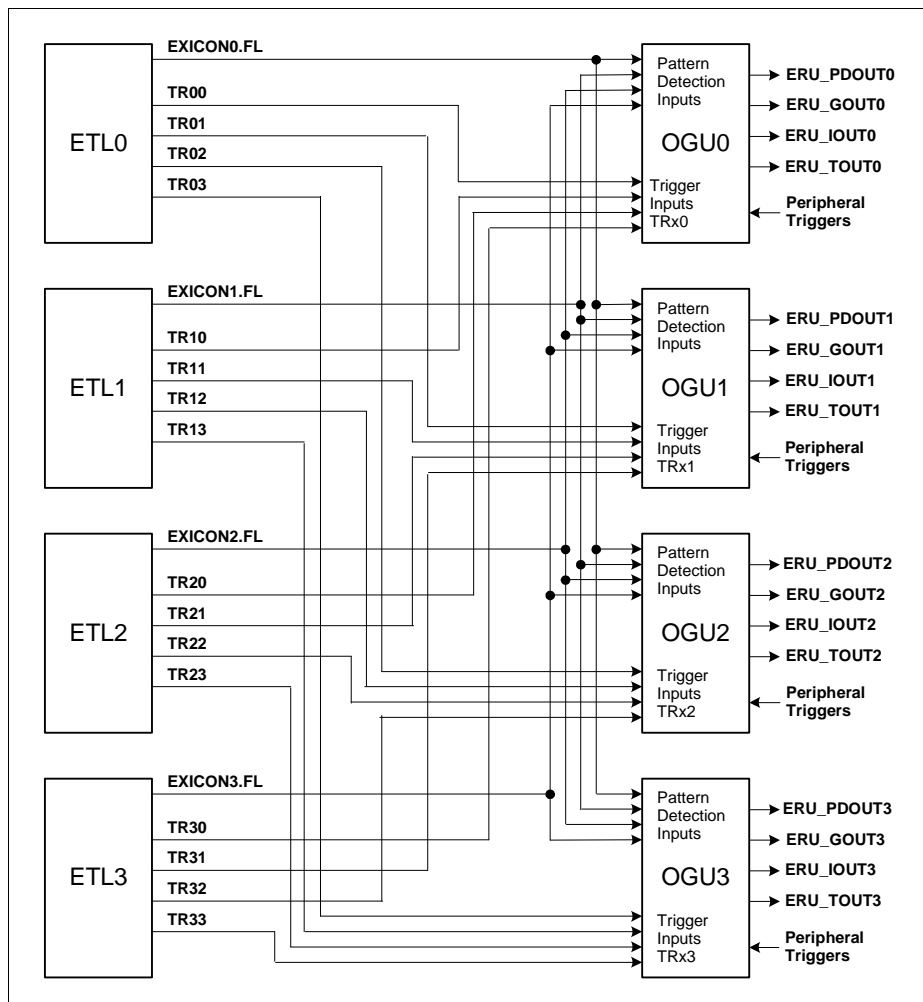 EXICON0.FL
TR00
TR01
TR02
TR03
ETL0
Pattern
Detection
Inputs
OGU0
Trigger
Inputs
TRx0
ERU_PDOUT0
ERU_GOUT0
ERU_IOUT0
ERU_TOUT0
Peripheral
Triggers
EXICON1.FL
TR10
TR11
TR12
TR13
ETL1
Pattern
Detection
Inputs
OGU1
Trigger
Inputs
TRx1
ERU_PDOUT1
ERU_GOUT1
ERU_IOUT1
ERU_TOUT1
Peripheral
Triggers
EXICON2.FL
TR20
TR21
TR22
TR23
ETL2
Pattern
Detection
Inputs
OGU2
Trigger
Inputs
TRx2
ERU_PDOUT2
ERU_GOUT2
ERU_IOUT2
ERU_TOUT2
Peripheral
Triggers
EXICON3.FL
TR30
TR31
TR32
TR33
ETL3
Pattern
Detection
Inputs
OGU3
Trigger
Inputs
TRx3
ERU_PDOUT3
ERU_GOUT3
ERU_IOUT3
ERU_TOUT3
Peripheral
Triggers